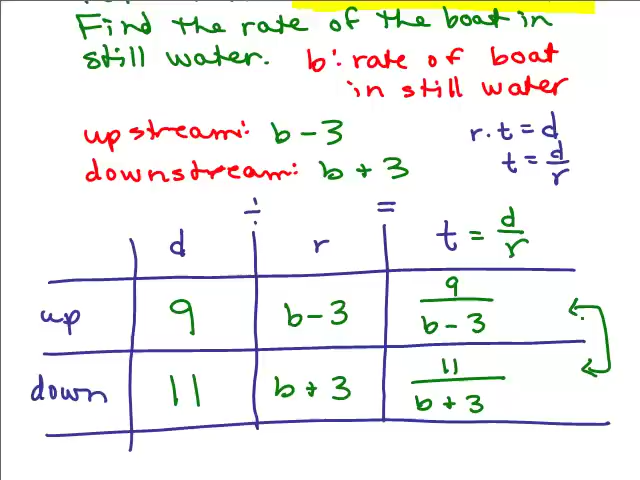 Find the rate of the boat in
still water. b: rate of boat
in still water
upstream: b - 3 r · t = d
downstream: b + 3 t = d/r
÷ =
d r t = d/r
up 9 b - 3 9/(b - 3)
down 11 b + 3 11/(b + 3)